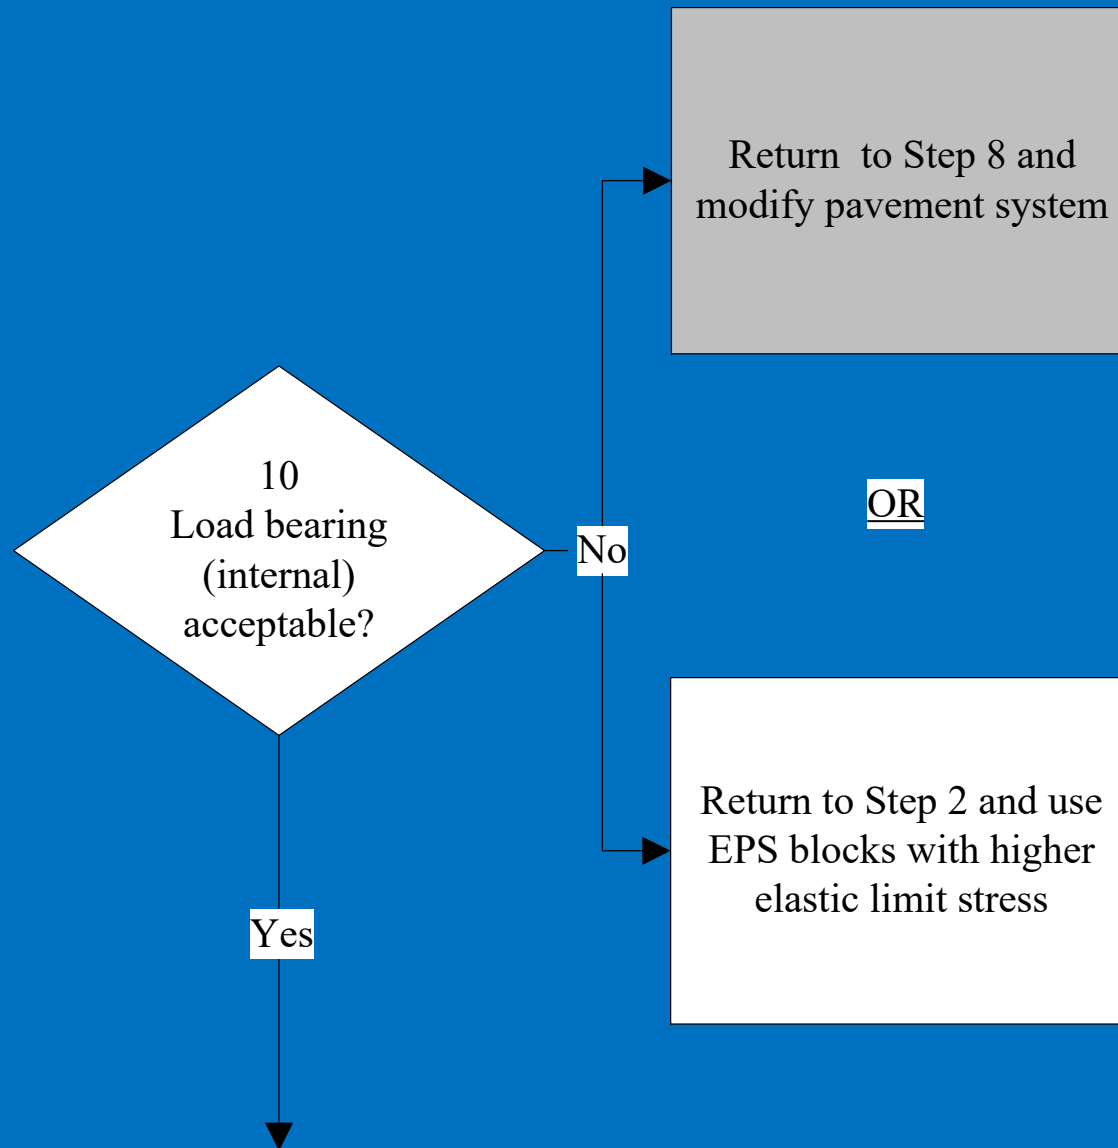 Return to Step 8 and
modify pavement system
10
Load bearing
(internal)
acceptable?
OR
No
Return to Step 2 and use
EPS blocks with higher
elastic limit stress
Yes